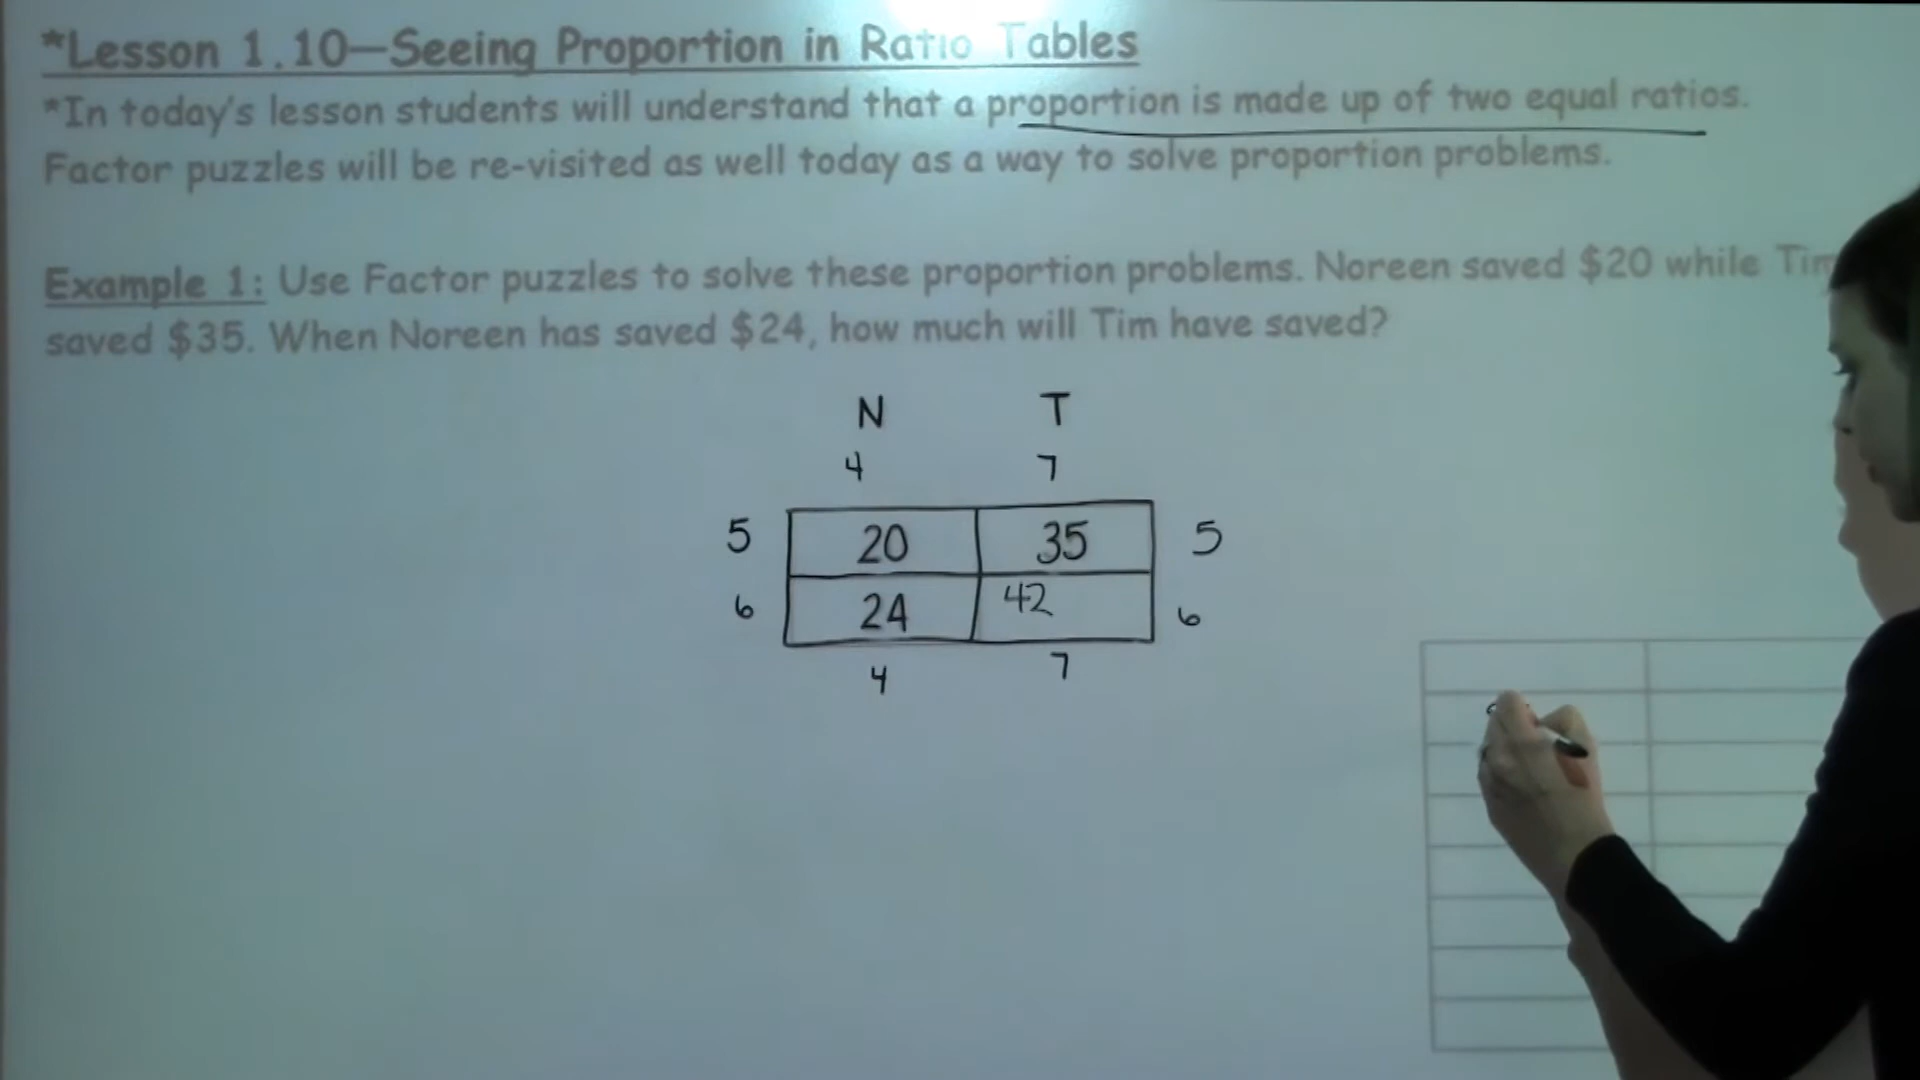 *Lesson 1.10—Seeing Proportion in Ratio Tables
*In today's lesson students will understand that a proportion is made up of two equal ratios.
Factor puzzles will be re-visited as well today as a way to solve proportion problems.
Example 1: Use Factor puzzles to solve these proportion problems. Noreen saved $20 while
saved $35. When Noreen has saved $24, how much will Tim have saved?
N T
4 7
5 20 35 5
6 24 42 6
4 7